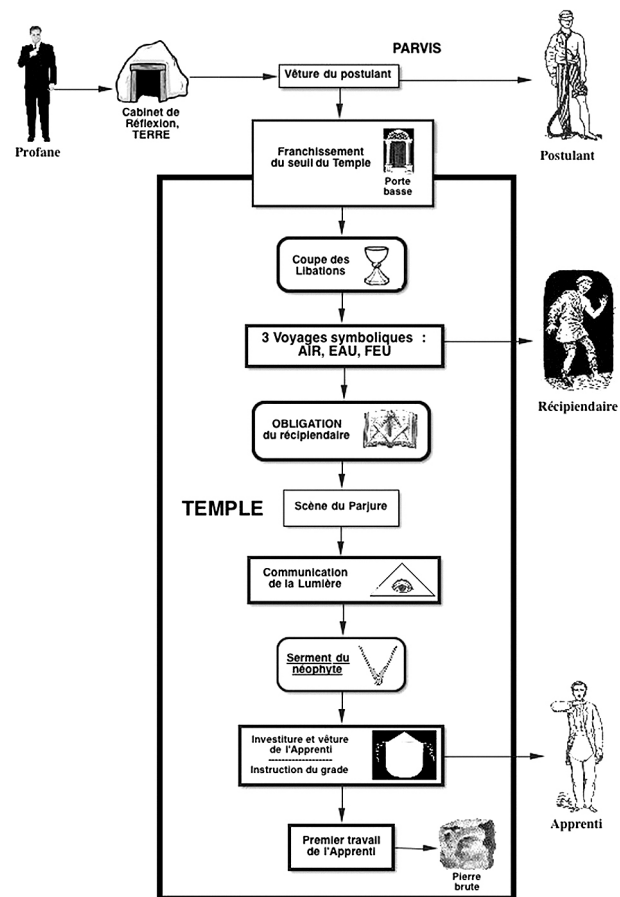 PARVIS
Vêture du postulant
Cabinet de
Réflexion,
TERRE
Profane
Postulant
Franchissement
du seuil du Temple
Porte
basse
Coupe des
Libations
3 Voyages symboliques :
AIR, EAU, FEU
Récipiendaire
OBLIGATION
du récipiendaire
TEMPLE
Scène du Parjure
Communication
de la Lumière
Serment du
néophyte
Investiture et vêture
de l'Apprenti
--------------------
Instruction du grade
Apprenti
Premier travail
de l'Apprenti
Pierre
brute